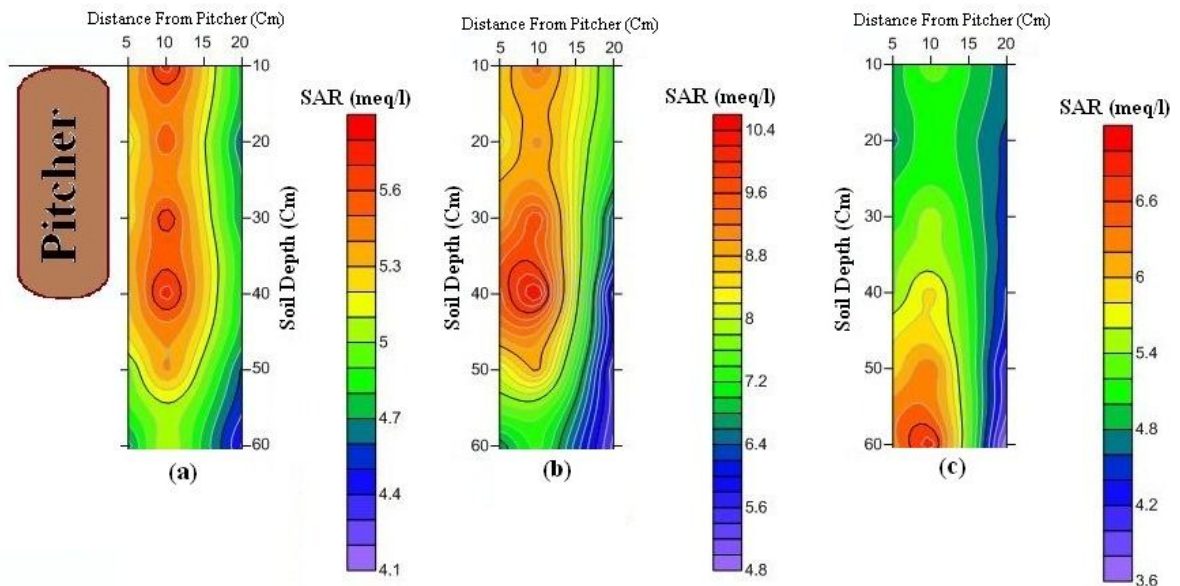 Distance From Pitcher (Cm)
5 10 15 20
10
20
30
40
50
60
Soil Depth (Cm)
Pitcher
(a)
SAR (meq/l)
5.6
5.3
5
4.7
4.4
4.1
Distance From Pitcher (Cm)
5 10 15 20
10
20
30
40
50
60
Soil Depth (Cm)
(b)
SAR (meq/l)
10.4
9.6
8.8
8
7.2
6.4
5.6
4.8
Distance From Pitcher (Cm)
5 10 15 20
10
20
30
40
50
60
Soil Depth (Cm)
(c)
SAR (meq/l)
6.6
6
5.4
4.8
4.2
3.6